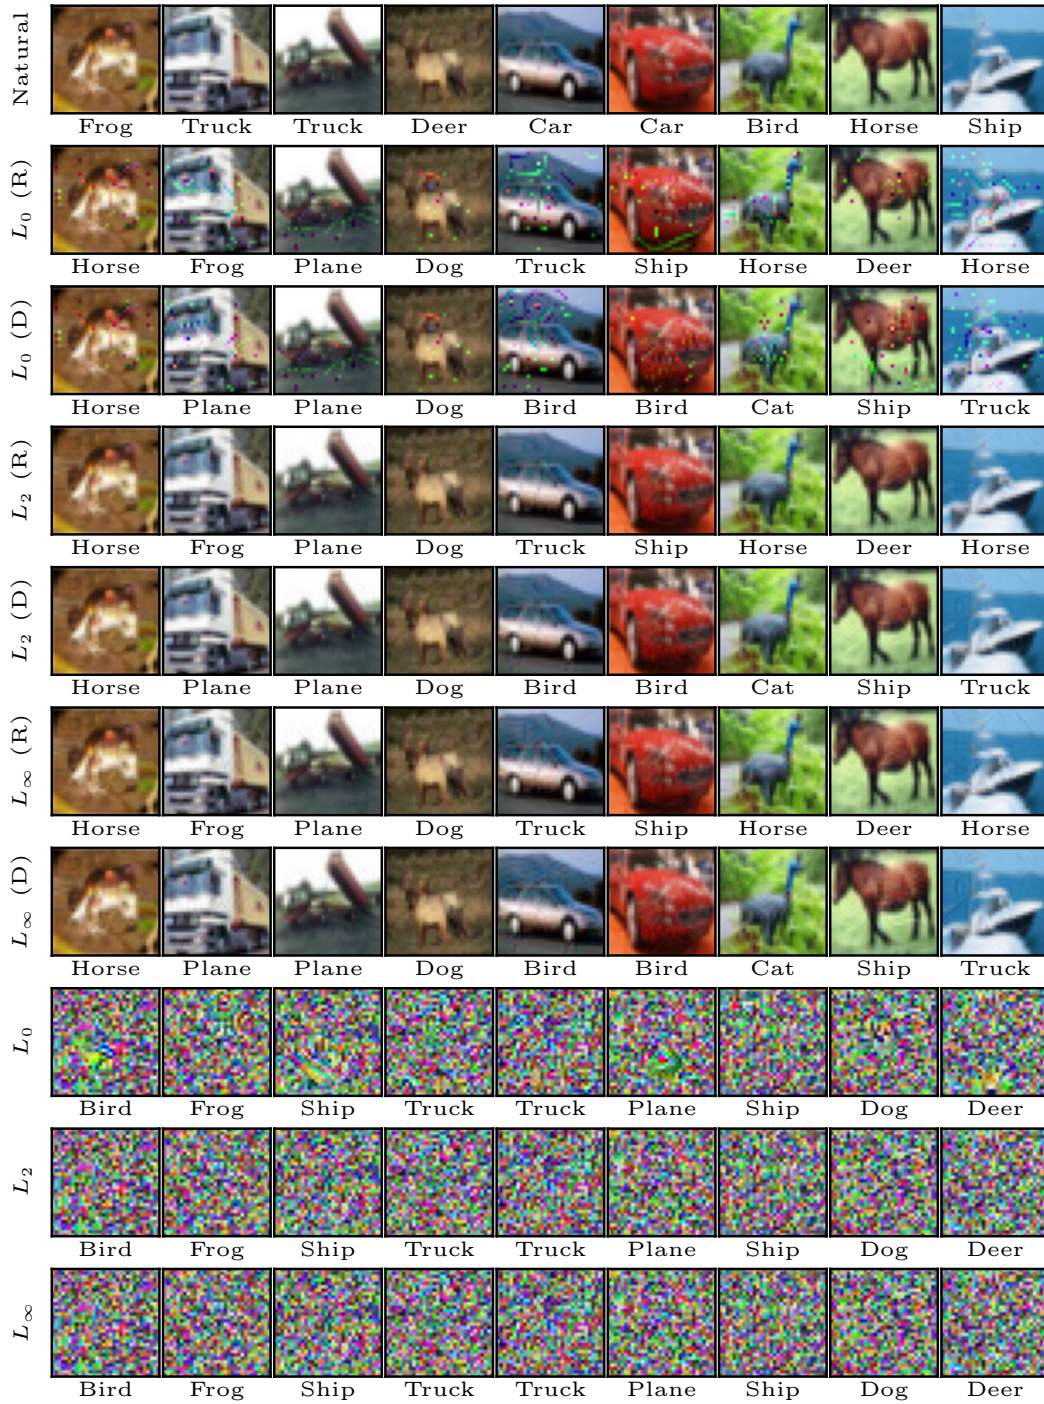 Natural
Frog Truck Truck Deer Car Car Bird Horse Ship
L₀ (R)
Horse Frog Plane Dog Truck Ship Horse Deer Horse
L₀ (D)
Horse Plane Plane Dog Bird Bird Cat Ship Truck
L₂ (R)
Horse Frog Plane Dog Truck Ship Horse Deer Horse
L₂ (D)
Horse Plane Plane Dog Bird Bird Cat Ship Truck
L∞ (R)
Horse Frog Plane Dog Truck Ship Horse Deer Horse
L∞ (D)
Horse Plane Plane Dog Bird Bird Cat Ship Truck
L₀
Bird Frog Ship Truck Truck Plane Ship Dog Deer
L₂
Bird Frog Ship Truck Truck Plane Ship Dog Deer
L∞
Bird Frog Ship Truck Truck Plane Ship Dog Deer